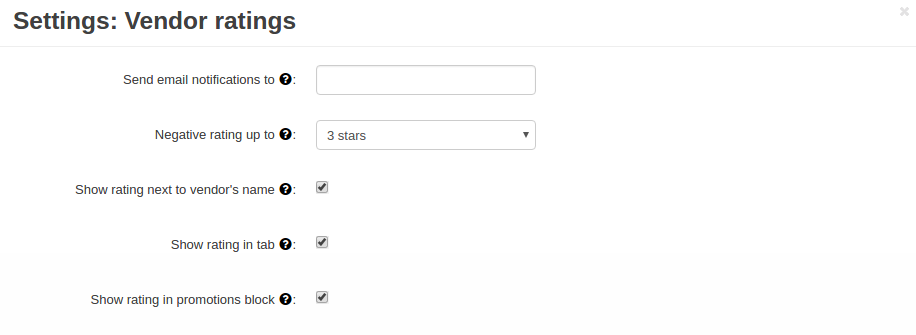 Settings: Vendor ratings
Send email notifications to ?:
Negative rating up to ?:
3 stars
Show rating next to vendor's name ?:
Show rating in tab ?:
Show rating in promotions block ?: